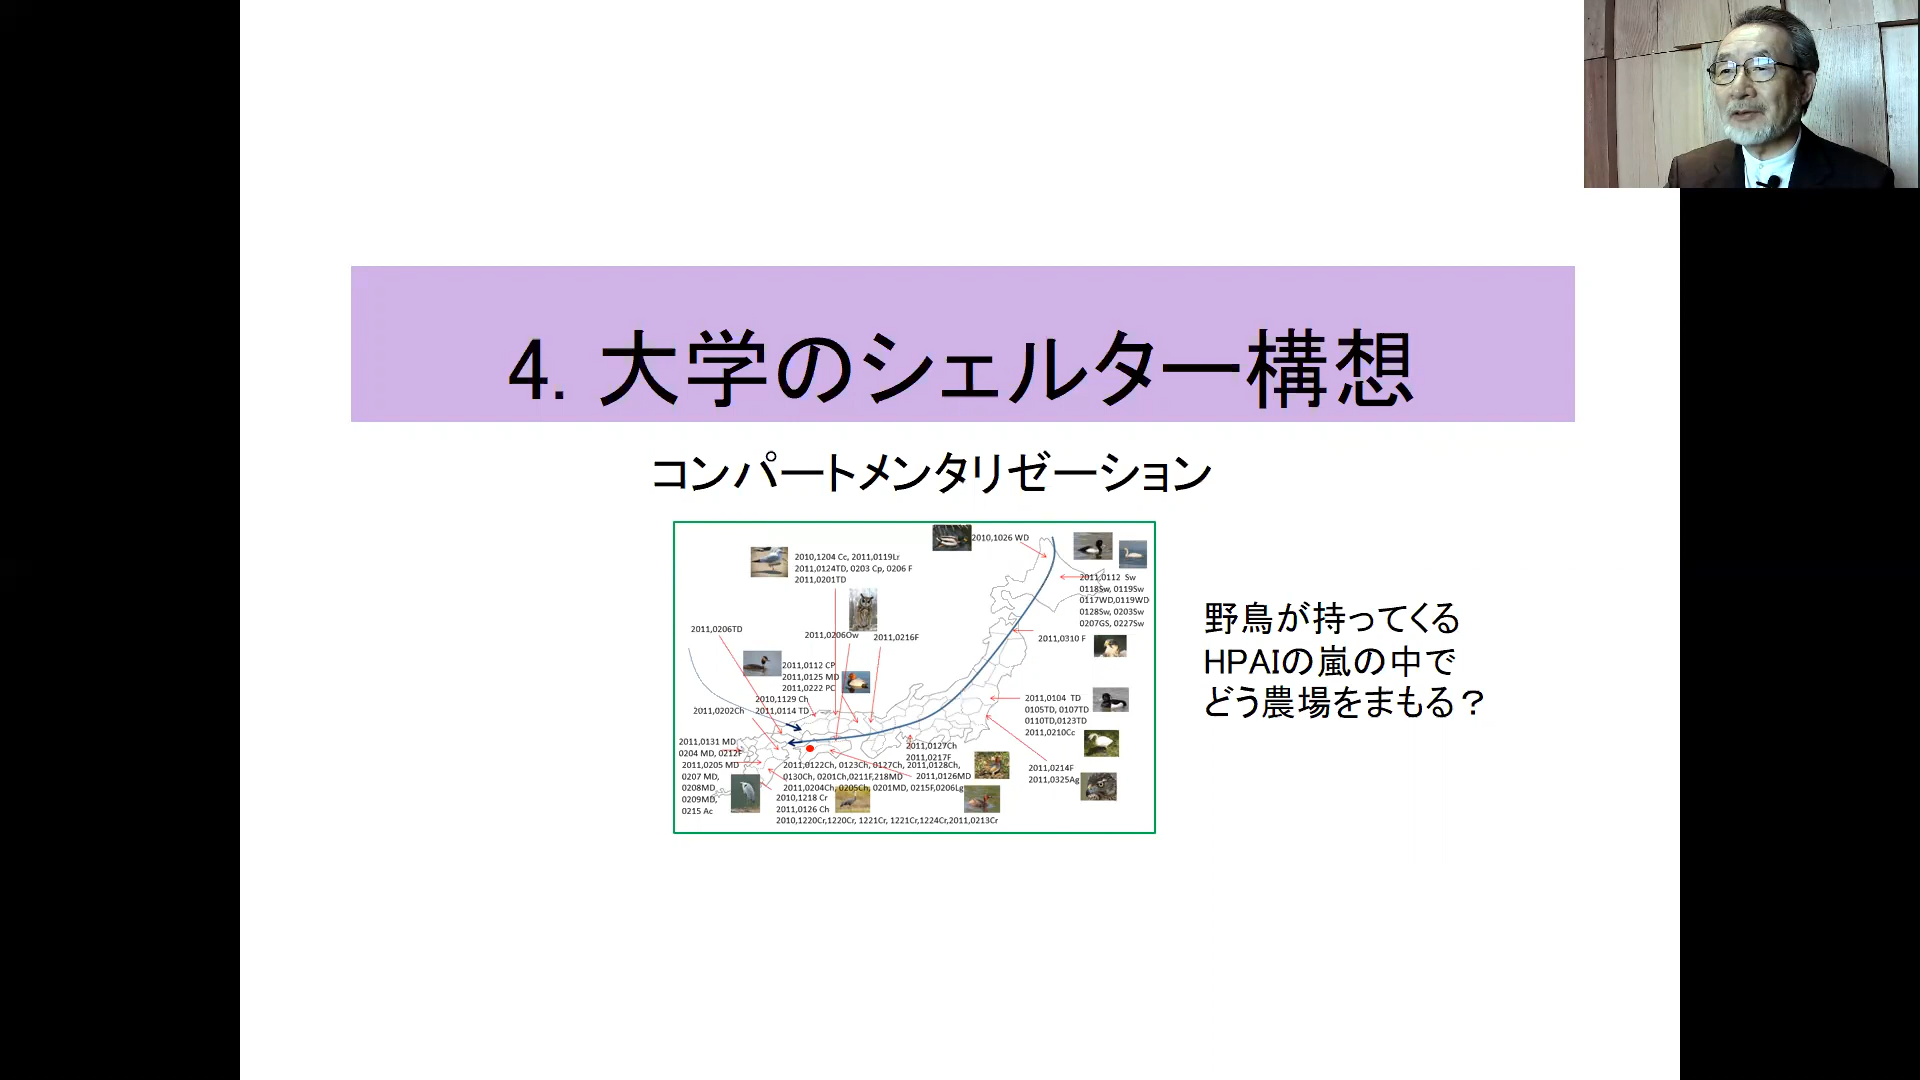 4. 大学のシェルター構想
コンパートメンタリゼーション
2010,1026 WD
2010,1204 Cc, 2011,0119Lr
2011,0124TD, 0203 Cp, 0206 F
2011,0201TD
2011,0112 Sw
0118Sw, 0119Sw
0117WD,0119WD
0128Sw, 0203Sw
0207GS, 0227Sw
2011,0206TD
2011,0206Ow
2011,0216F
2011,0310 F
2011,0112 CP
2011,0125 MD
2011,0222 PC
2010,1129 Ch
2011,0114 TD
2011,0202Ch
2011,0104 TD
0105TD, 0107TD
0110TD,0123TD
2011,0210Cc
2011,0131 MD
0204 MD, 0212F
2011,0205 MD
0207 MD,
0208MD
0209MD,
0215 Ac
2011,0127Ch
2011,0217F
2011,0122Ch, 0123Ch, 0127Ch, 2011,0128Ch,
0130Ch, 0201Ch,0211F,218MD
2011,0126MD
2011,0204Ch, 0205Ch, 0201MD, 0215F,0206Lg
2010,1218 Cr
2011,0126 Ch
2010,1220Cr,1220Cr, 1221Cr, 1221Cr,1224Cr,2011,0213Cr
2011,0214F
2011,0325Ag
野鳥が持ってくる
HPAIの嵐の中で
どう農場をまもる？